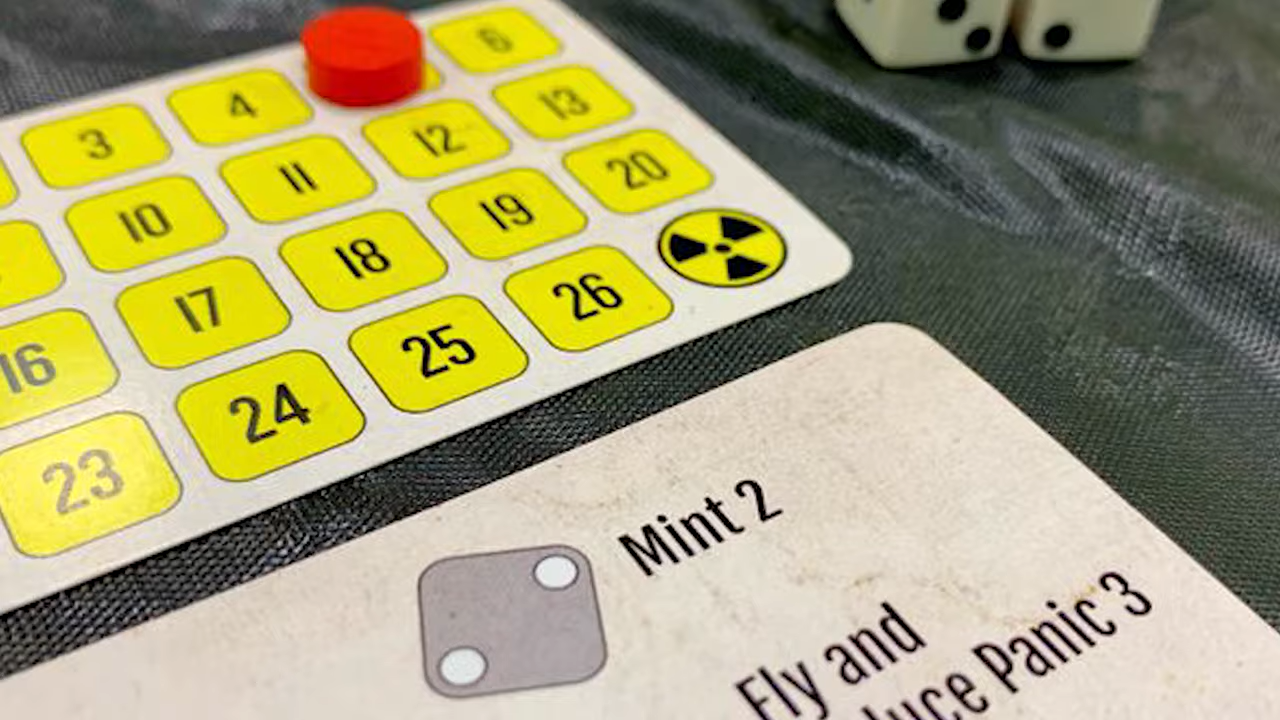 3 4 6
10 11 12 13
16 17 18 19 20
23 24 25 26
Mint 2
Fly and
Panic 3